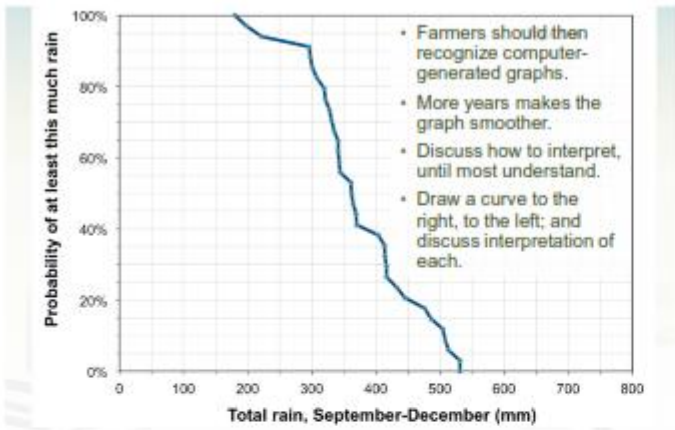 100%
• Farmers should then
recognize computer-
generated graphs.
80%
• More years makes the
graph smoother.
60%
• Discuss how to interpret,
until most understand.
• Draw a curve to the
right, to the left; and
discuss interpretation of
each.
40%
20%
0%
Probability of at least this much rain
0 100 200 300 400 500 600 700 800
Total rain, September-December (mm)